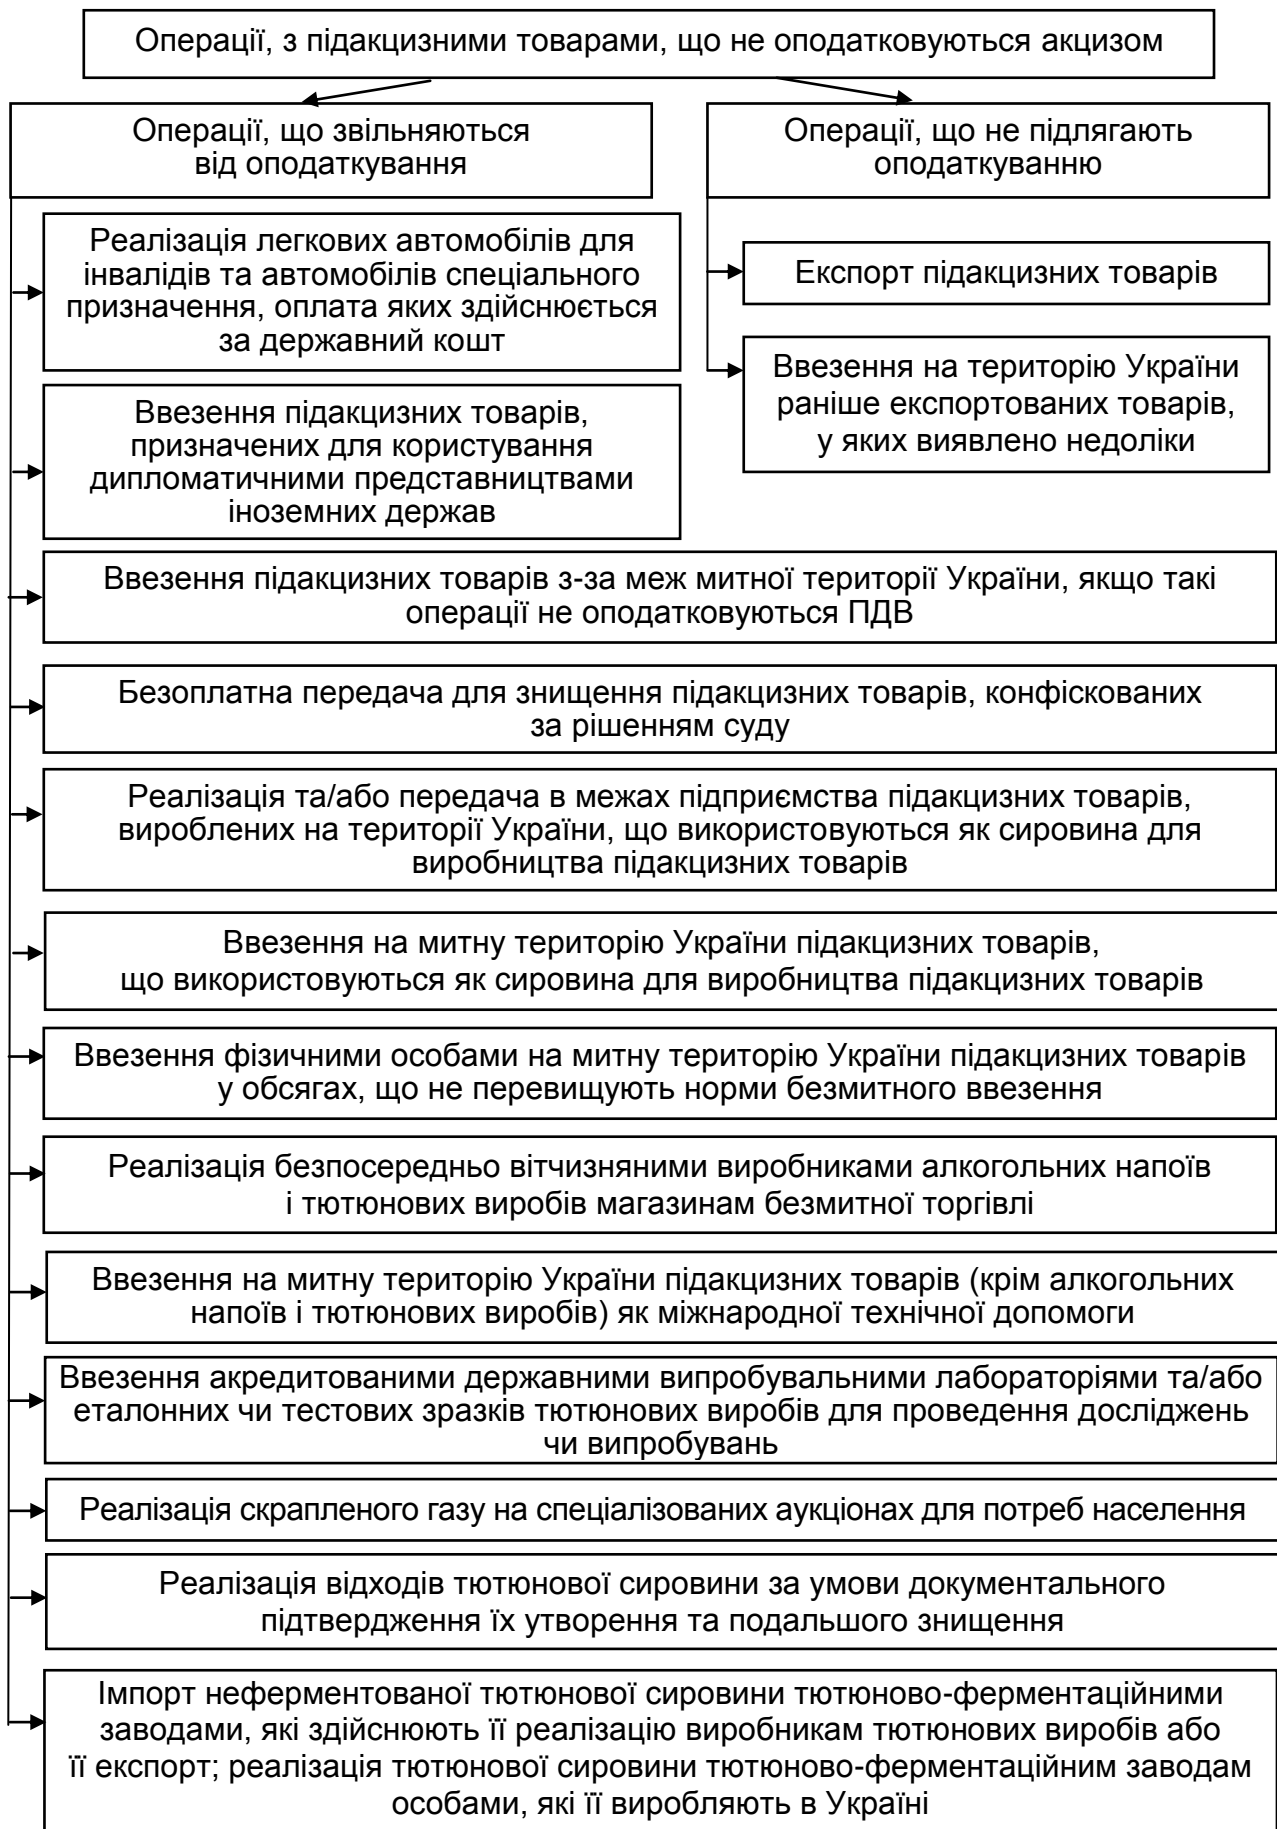 Операції, з підакцизними товарами, що не оподатковуються акцизом
Операції, що звільняються
від оподаткування
Операції, що не підлягають
оподаткуванню
Реалізація легкових автомобілів для
інвалідів та автомобілів спеціального
призначення, оплата яких здійснюється
за державний кошт
Експорт підакцизних товарів
Ввезення на територію України
раніше експортованих товарів,
у яких виявлено недоліки
Ввезення підакцизних товарів,
призначених для користування
дипломатичними представництвами
іноземних держав
Ввезення підакцизних товарів з-за меж митної території України, якщо такі
операції не оподатковуються ПДВ
Безоплатна передача для знищення підакцизних товарів, конфіскованих
за рішенням суду
Реалізація та/або передача в межах підприємства підакцизних товарів,
вироблених на території України, що використовуються як сировина для
виробництва підакцизних товарів
Ввезення на митну територію України підакцизних товарів,
що використовуються як сировина для виробництва підакцизних товарів
Ввезення фізичними особами на митну територію України підакцизних товарів
у обсягах, що не перевищують норми безмитного ввезення
Реалізація безпосередньо вітчизняними виробниками алкогольних напоїв
і тютюнових виробів магазинам безмитної торгівлі
Ввезення на митну територію України підакцизних товарів (крім алкогольних
напоїв і тютюнових виробів) як міжнародної технічної допомоги
Ввезення акредитованими державними випробувальними лабораторіями та/або
еталонних чи тестових зразків тютюнових виробів для проведення досліджень
чи випробувань
Реалізація скрапленого газу на спеціалізованих аукціонах для потреб населення
Реалізація відходів тютюнової сировини за умови документального
підтвердження їх утворення та подальшого знищення
Імпорт неферментованої тютюнової сировини тютюново-ферментаційними
заводами, які здійснюють її реалізацію виробникам тютюнових виробів або
її експорт; реалізація тютюнової сировини тютюново-ферментаційним заводам
особами, які її виробляють в Україні